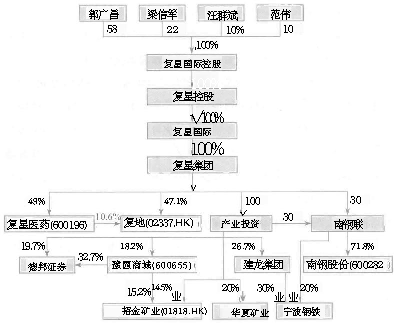 郭广昌 梁信军 汪群斌 范伟
58 22 10% 10
100%
复星国际控股
复星控股
100%
复星国际
100%
复星集团
49% 47.1% 100 30
复星医药(600196) 10.6% 复地(02337.HK) 产业投资 30 南钢联
19.7% 18.2% 26.7% 71.8%
德邦证券 32.7% 豫园商城(600655) 建龙集团 南钢股份(600282
15.2% 14.5% 业 20% 30% 业 业 20%
招金矿业(01818.HK) 华夏矿业 宁波钢铁